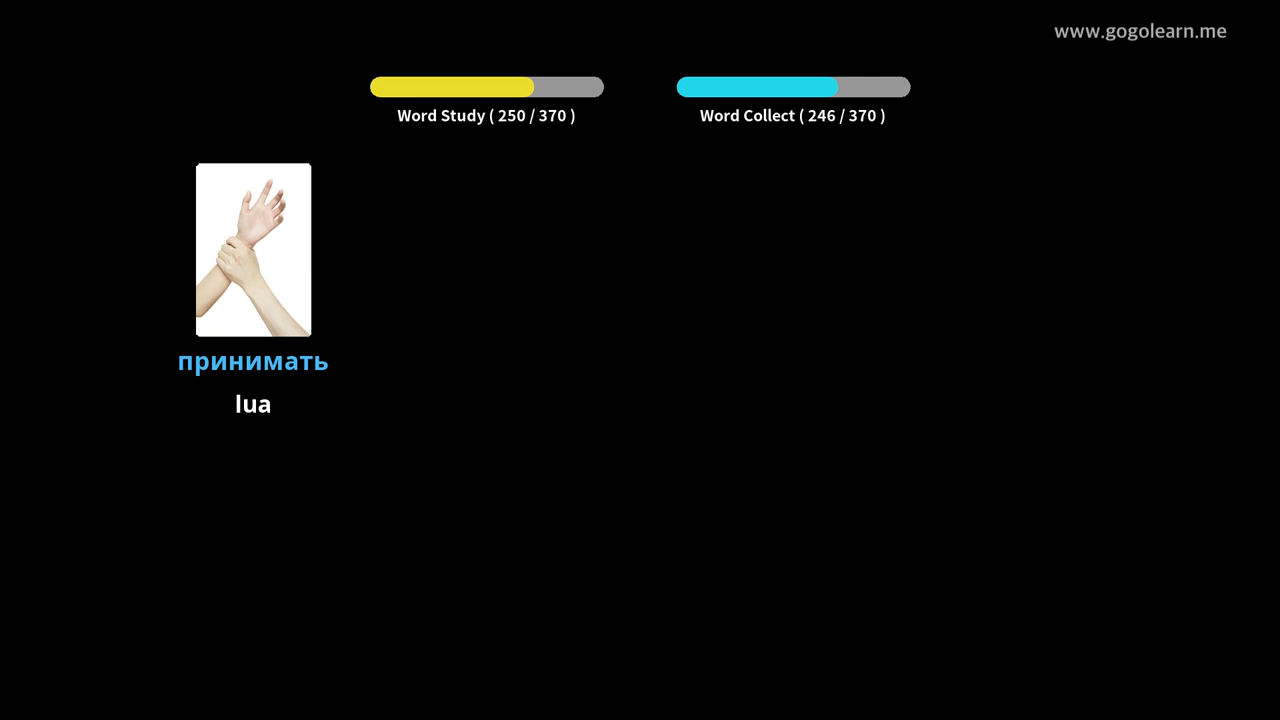 www.gogolearn.me
Word Study ( 250 / 370 )
Word Collect ( 246 / 370 )
принимать
lua